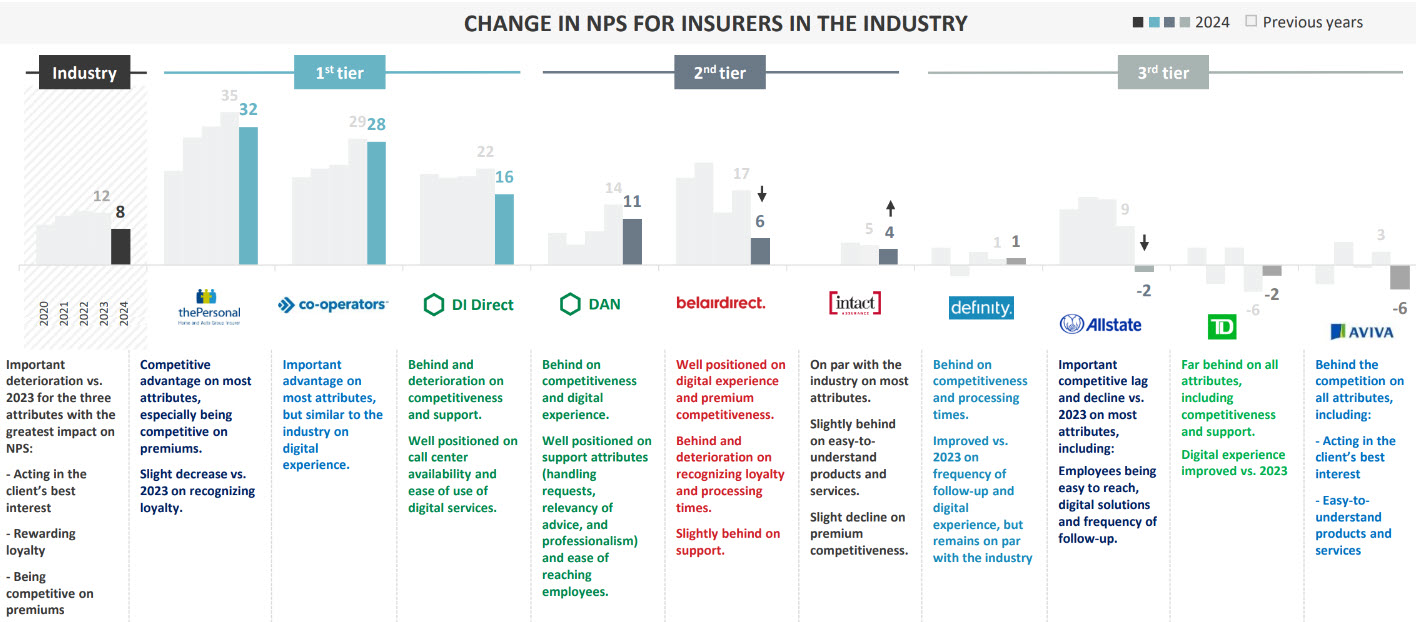 CHANGE IN NPS FOR INSURERS IN THE INDUSTRY
2024
Previous years
Industry
1st tier
2nd tier
3rd tier
12
8
35
32
29
28
22
16
14
11
17
6
5
4
1
1
9
-2
-6
-2
3
-6
2020
2021
2022
2023
2024
thePersonal
Home and Auto Group Insurer
co-operators
DI Direct
DAN
belairdirect.
[intact]
ASSURANCE
definity.
Allstate
TD
AVIVA
Important
deterioration vs.
2023 for the three
attributes with the
greatest impact on
NPS:
- Acting in the
client's best
interest
- Rewarding
loyalty
- Being
competitive on
premiums
Competitive
advantage on most
attributes,
especially being
competitive on
premiums.
Slight decrease vs.
2023 on recognizing
loyalty.
Important
advantage on
most attributes,
but similar to the
industry on
digital
experience.
Behind and
deterioration on
competitiveness
and support.
Well positioned on
call center
availability and
ease of use of
digital services.
Behind on
competitiveness
and digital
experience.
Well positioned on
support attributes
(handling
requests,
relevancy of
advice, and
professionalism)
and ease of
reaching
employees.
Well positioned on
digital experience
and premium
competitiveness.
Behind and
deterioration on
recognizing loyalty
and processing
times.
Slightly behind on
support.
On par with the
industry on most
attributes.
Slightly behind
on easy-to-
understand
products and
services.
Slight decline on
premium
competitiveness.
Behind on
competitiveness
and processing
times.
Improved vs.
2023 on
frequency of
follow-up and
digital
experience, but
remains on par
with the industry
Important
competitive lag
and decline vs.
2023 on most
attributes,
including:
Employees being
easy to reach,
digital solutions
and frequency of
follow-up.
Far behind on all
attributes,
including
competitiveness
and support.
Digital experience
improved vs. 2023
Behind the
competition on
all attributes,
including:
- Acting in the
client's best
interest
- Easy-to-
understand
products and
services